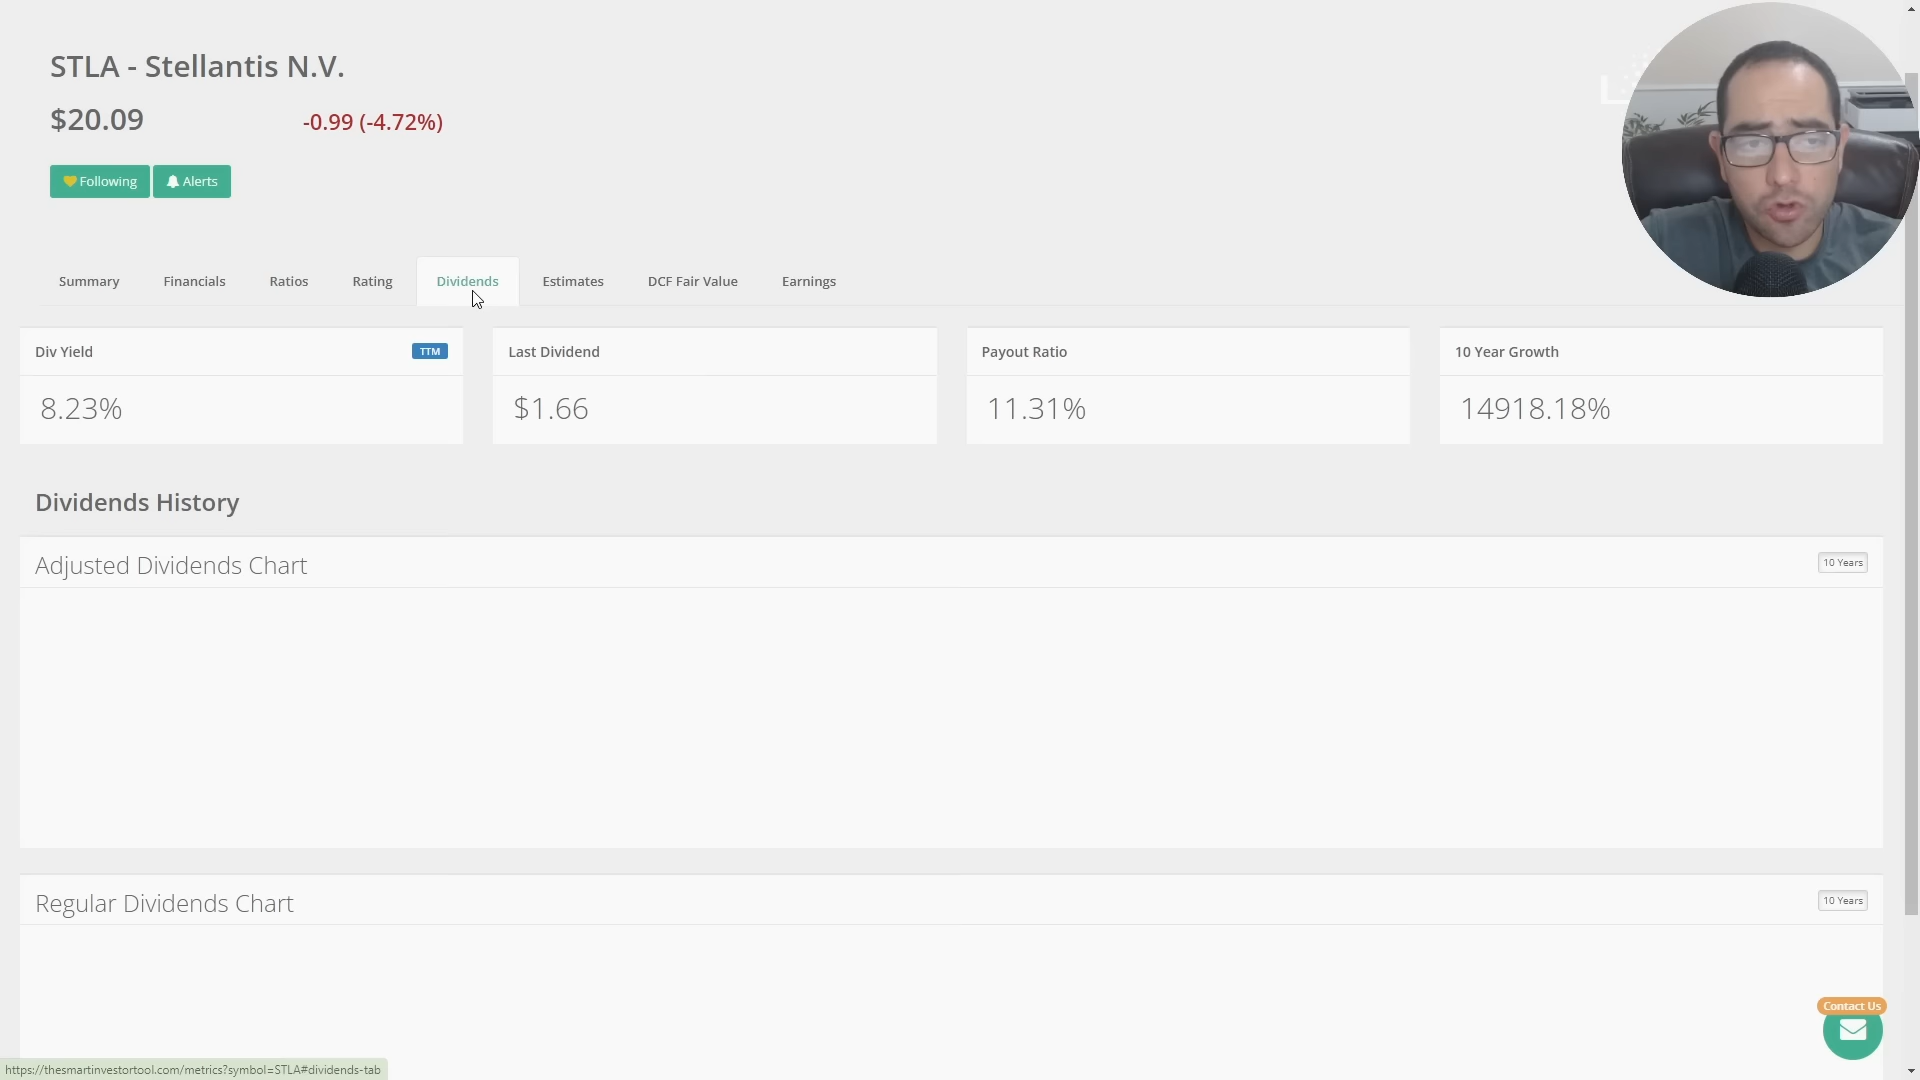 STLA - Stellantis N.V.
$20.09
-0.99 (-4.72%)
Following
Alerts
Summary
Financials
Ratios
Rating
Dividends
Estimates
DCF Fair Value
Earnings
Div Yield
TTM
8.23%
Last Dividend
$1.66
Payout Ratio
11.31%
10 Year Growth
14918.18%
Dividends History
Adjusted Dividends Chart
10 Years
Regular Dividends Chart
10 Years
Contact Us
https://thesmartinvestortool.com/metrics?symbol=STLA#dividends-tab